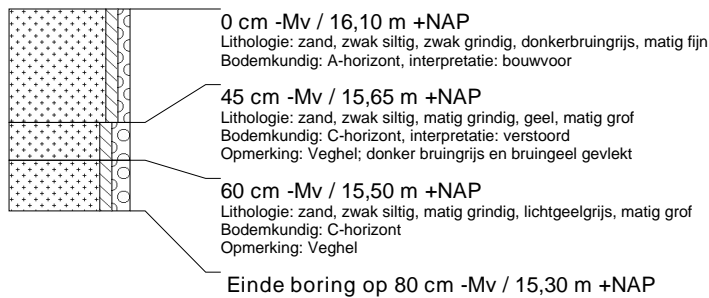 0 cm -Mv / 16,10 m +NAP
Lithologie: zand, zwak siltig, zwak grindig, donkerbruingrijs, matig fijn
Bodemkundig: A-horizont, interpretatie: bouwvoor
45 cm -Mv / 15,65 m +NAP
Lithologie: zand, zwak siltig, matig grindig, geel, matig grof
Bodemkundig: C-horizont, interpretatie: verstoord
Opmerking: Veghel; donker bruingrijs en bruingeel gevlekt
60 cm -Mv / 15,50 m +NAP
Lithologie: zand, zwak siltig, matig grindig, lichtgeelgrijs, matig grof
Bodemkundig: C-horizont
Opmerking: Veghel
Einde boring op 80 cm -Mv / 15,30 m +NAP